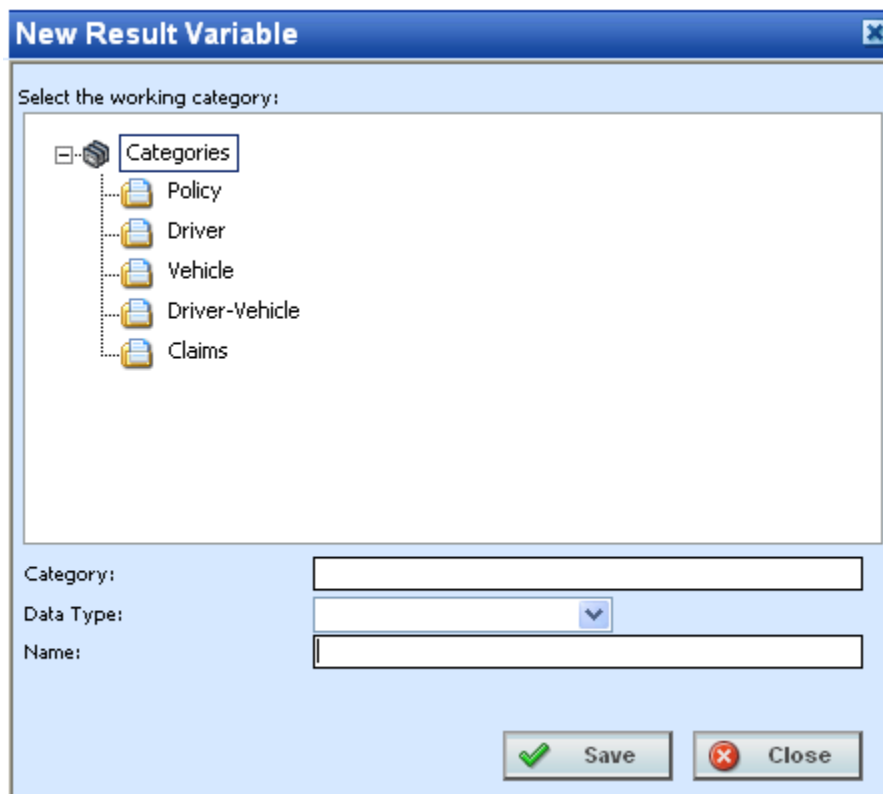 New Result Variable
Select the working category:
Categories
Policy
Driver
Vehicle
Driver-Vehicle
Claims
Category:
Data Type:
Name:
Save Close